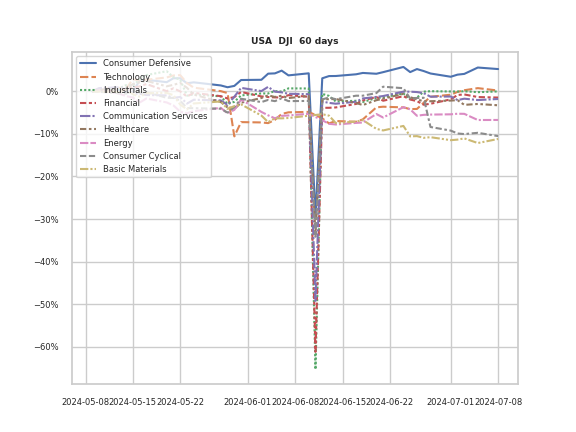 USA  DJI  60 days
Consumer Defensive
Technology
Industrials
Financial
Communication Services
Healthcare
Energy
Consumer Cyclical
Basic Materials
0%
−10%
−20%
−30%
−40%
−50%
−60%
2024-05-08 2024-05-15 2024-05-22 2024-06-01 2024-06-08 2024-06-15 2024-06-22 2024-07-01 2024-07-08